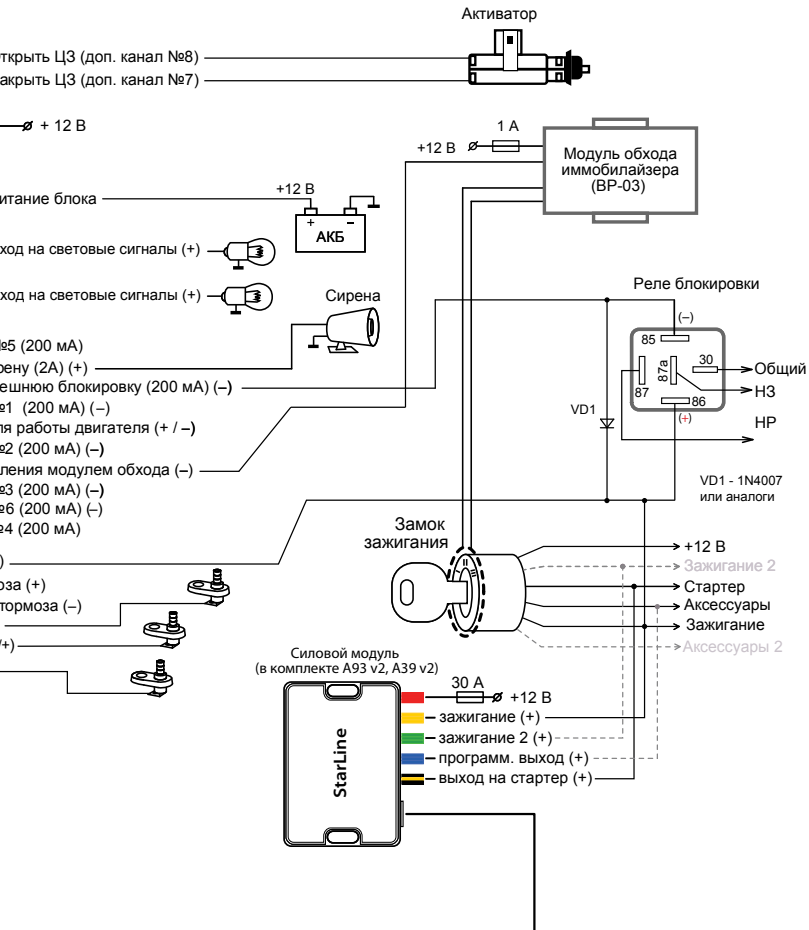 Активатор
ткрыть ЦЗ (доп. канал №8)
акрыть ЦЗ (доп. канал №7)
+ 12 В
1 А
+12 В
Модуль обхода
иммобилайзера
(BP-03)
итание блока
+12 В
+ –
АКБ
ход на световые сигналы (+)
ход на световые сигналы (+)
Сирена
Реле блокировки
(–)
85
30
87a
87
86
(+)
Общий
НЗ
НР
VD1
VD1 - 1N4007
или аналоги
№5 (200 мА)
рену (2А) (+)
ешнюю блокировку (200 мА) (–)
№1 (200 мА) (–)
ля работы двигателя (+ / –)
№2 (200 мА) (–)
ления модулем обхода (–)
№3 (200 мА) (–)
№6 (200 мА) (–)
№4 (200 мА)
)
оза (+)
тормоза (–)
/+)
Замок
зажигания
I II III
+12 В
Зажигание 2
Стартер
Аксессуары
Зажигание
Аксессуары 2
Силовой модуль
(в комплекте A93 v2, A39 v2)
StarLine
30 А
+12 В
зажигание (+)
зажигание 2 (+)
программ. выход (+)
выход на стартер (+)